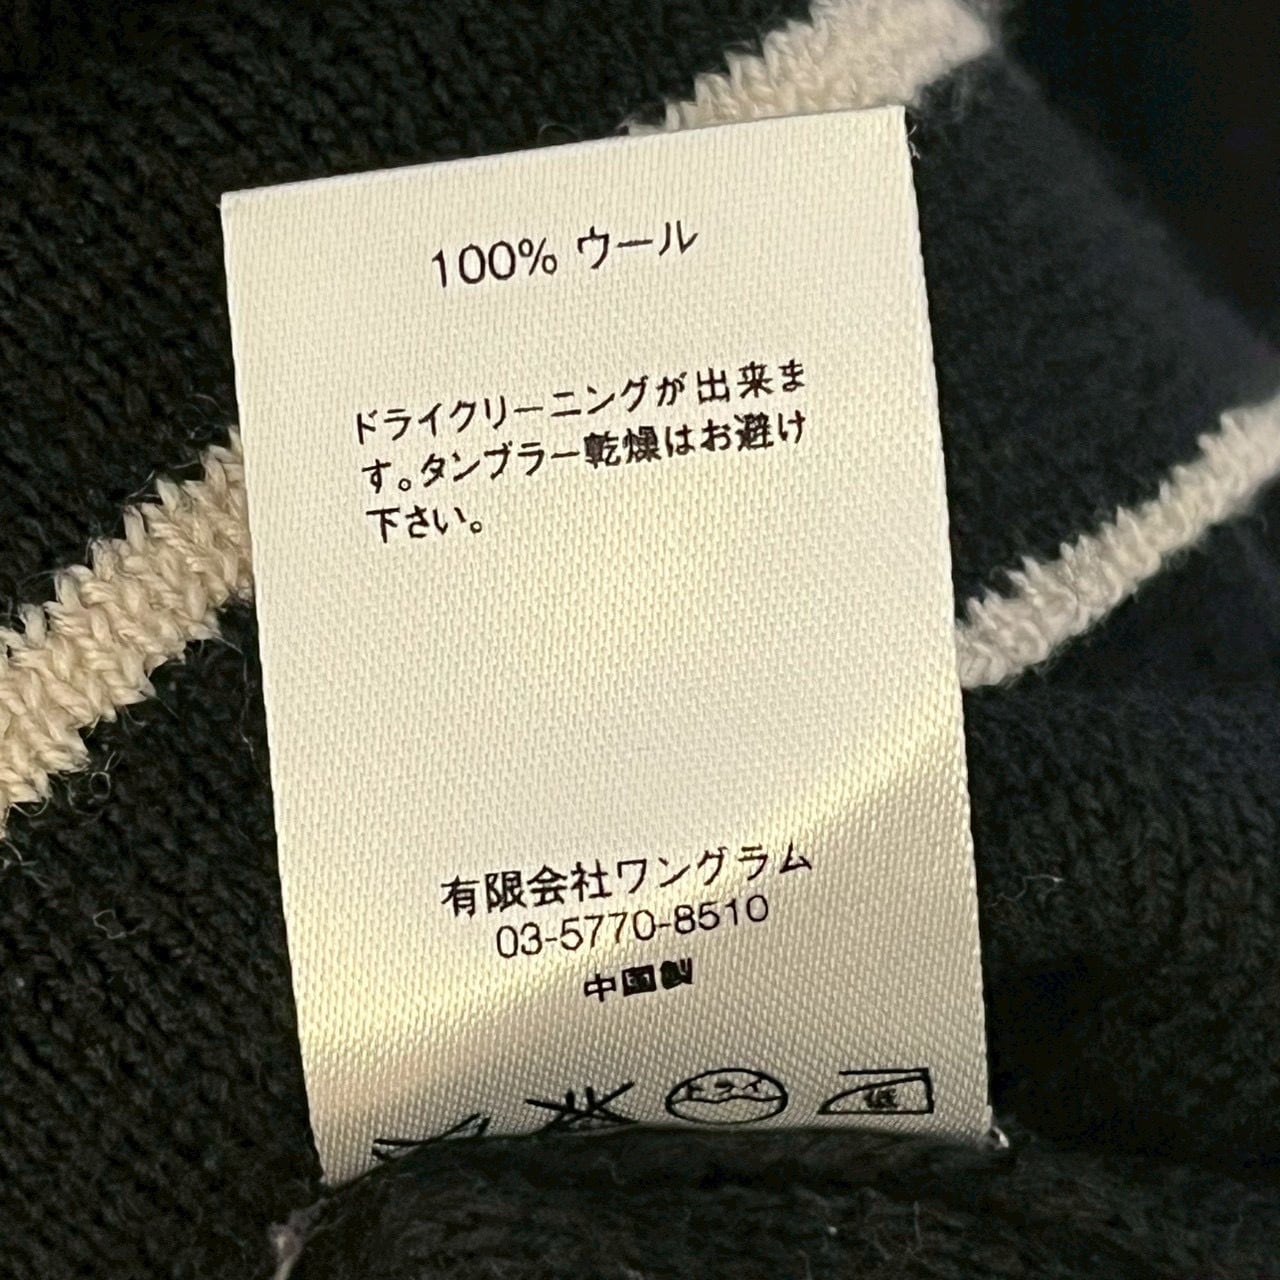 100% ウール
ドライクリーニングが出来ま
す。タンブラー乾燥はお避け
下さい。
有限会社ワングラム
03-5770-8510
中国製
ドライ
低